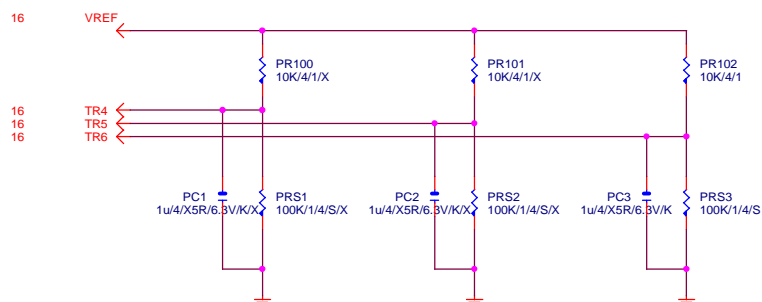 16 VREF
PR100
10K/4/1/X
PR101
10K/4/1/X
PR102
10K/4/1
16 TR4
16 TR5
16 TR6
PC1
1u/4/X5R/6.3V/K/X
PRS1
100K/1/4/S/X
PC2
1u/4/X5R/6.3V/K/X
PRS2
100K/1/4/S/X
PC3
1u/4/X5R/6.3V/K
PRS3
100K/1/4/S